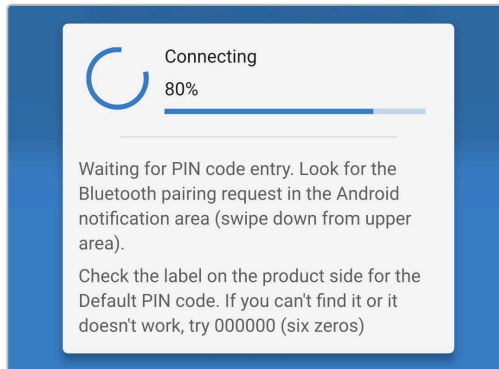 Connecting
80%
Waiting for PIN code entry. Look for the
Bluetooth pairing request in the Android
notification area (swipe down from upper
area).
Check the label on the product side for the
Default PIN code. If you can't find it or it
doesn't work, try 000000 (six zeros)